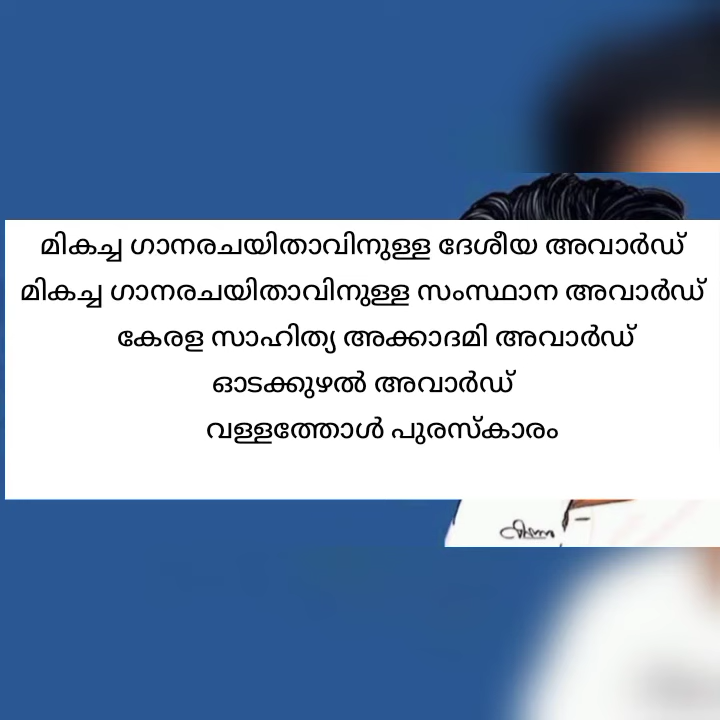 മികച്ച ഗാനരചയിതാവിനുള്ള ദേശീയ അവാർഡ്
മികച്ച ഗാനരചയിതാവിനുള്ള സംസ്ഥാന അവാർഡ്
കേരള സാഹിത്യ അക്കാദമി അവാർഡ്
ഓടക്കുഴൽ അവാർഡ്
വള്ളത്തോൾ പുരസ്കാരം